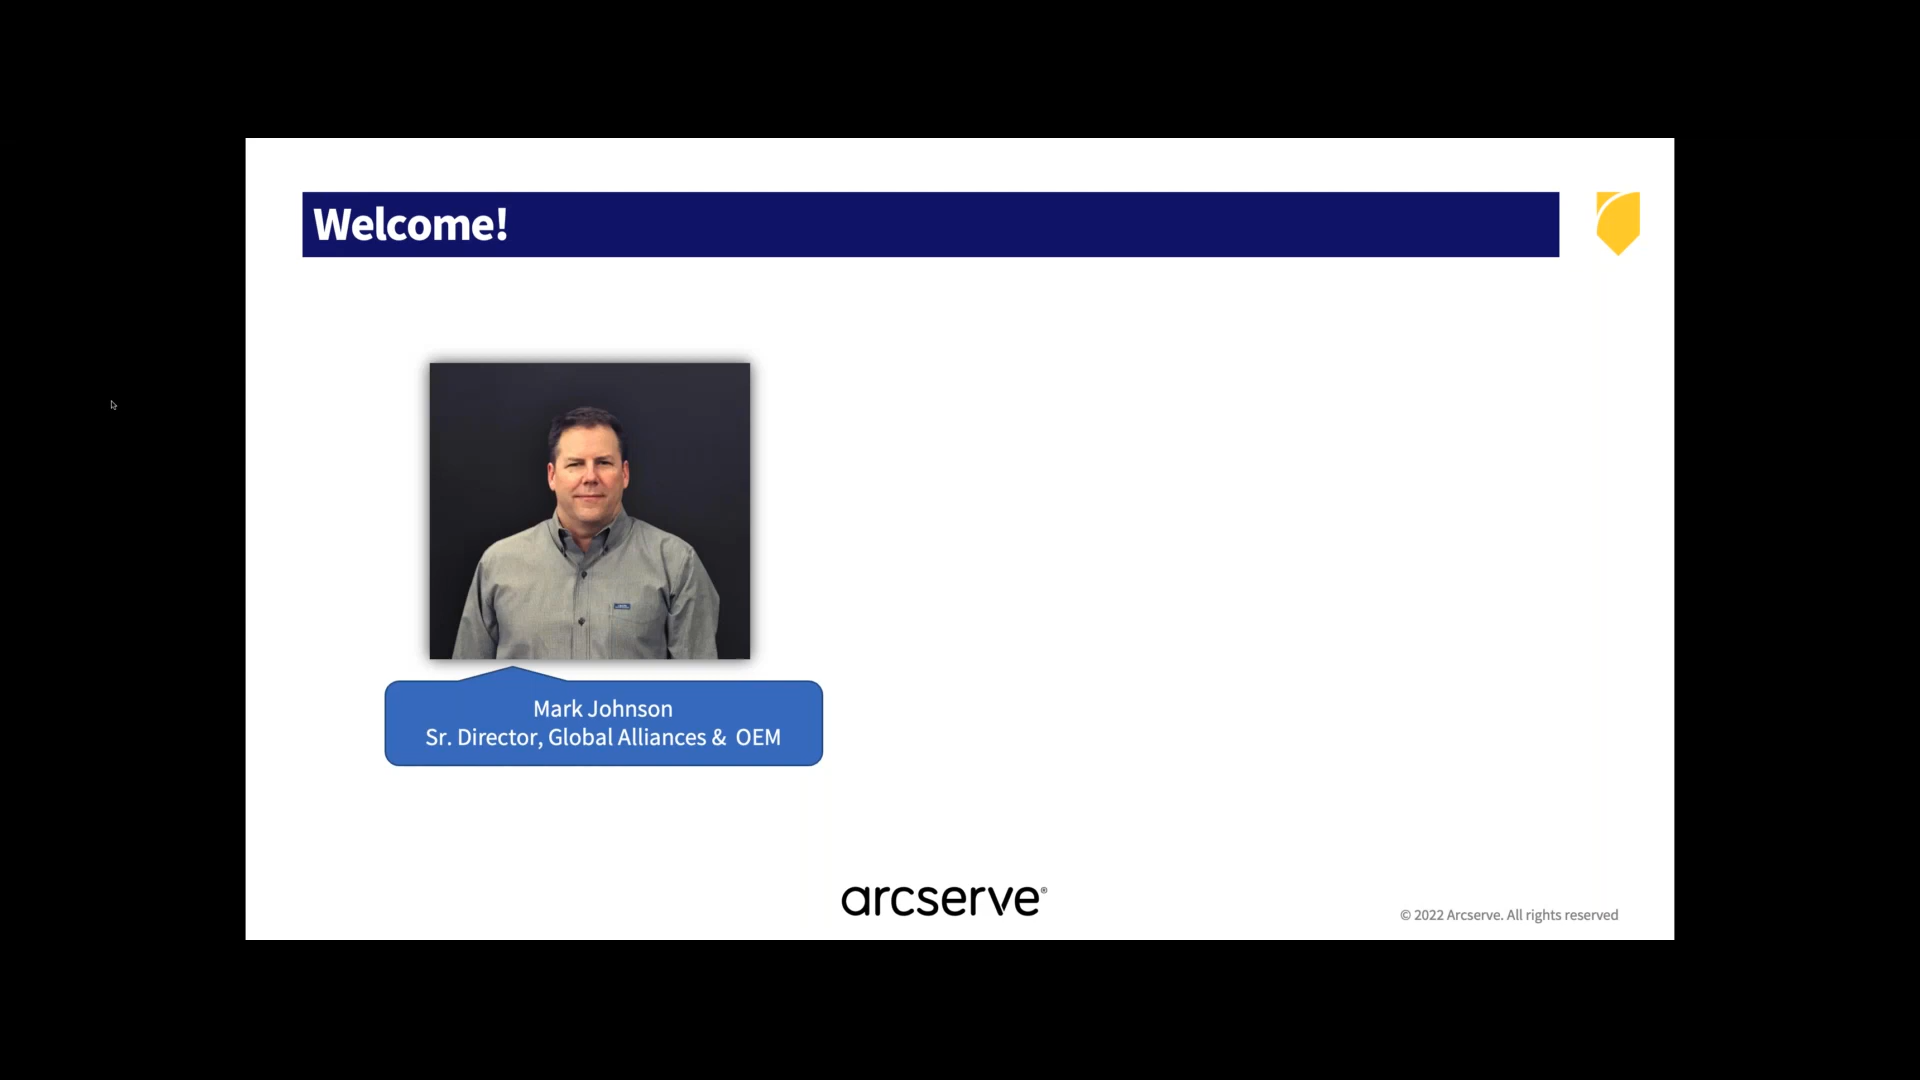 Welcome!
Mark Johnson
Sr. Director, Global Alliances & OEM
arcserve®
© 2022 Arcserve. All rights reserved